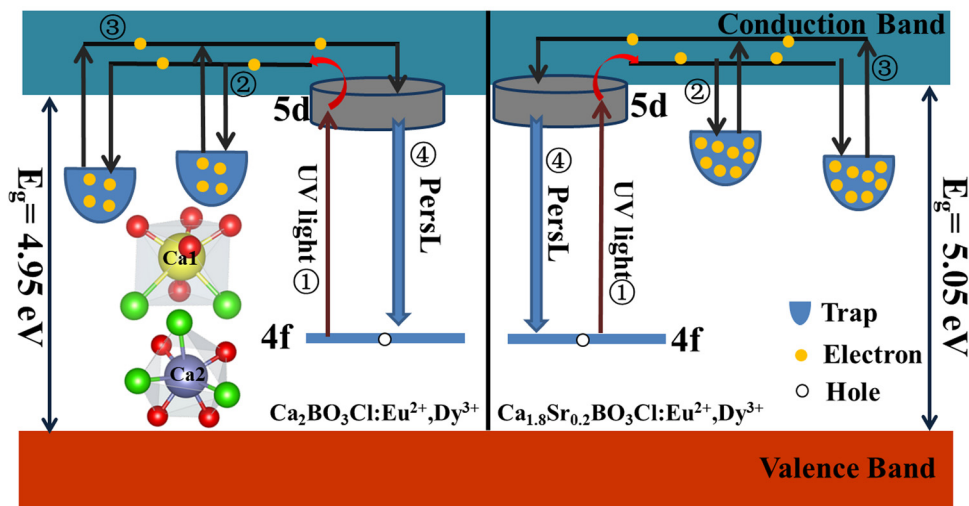 Conduction Band
③
②
5d
E_g= 4.95 eV
UV light ①
④ PersL
Ca1
Ca2
4f
Ca₂BO₃Cl:Eu²⁺,Dy³⁺
5d
②
③
④ PersL
UV light ①
4f
E_g= 5.05 eV
Trap
Electron
Hole
Ca₁.₈Sr₀.₂BO₃Cl:Eu²⁺,Dy³⁺
Valence Band